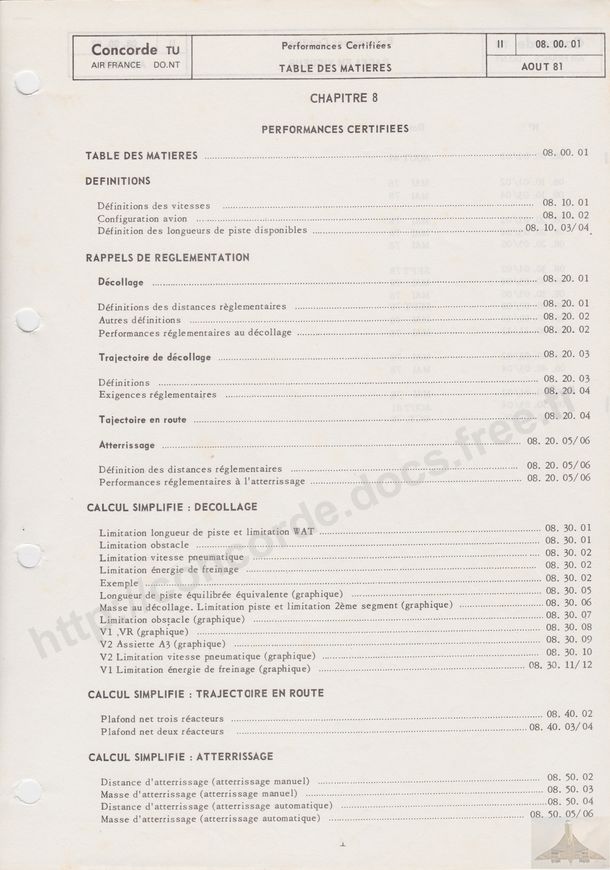 Concorde TU
AIR FRANCE DO.NT
Performances Certifiées
TABLE DES MATIERES
II 08. 00. 01
AOUT 81
CHAPITRE 8
PERFORMANCES CERTIFIEES
TABLE DES MATIERES 08. 00. 01
DEFINITIONS
Définitions des vitesses 08. 10. 01
Configuration avion 08. 10. 02
Définition des longueurs de piste disponibles 08. 10. 03/04
RAPPELS DE REGLEMENTATION
Décollage 08. 20. 01
Définitions des distances règlementaires 08. 20. 01
Autres définitions 08. 20. 02
Performances réglementaires au décollage 08. 20. 02
Trajectoire de décollage 08. 20. 03
Définitions 08. 20. 03
Exigences réglementaires 08. 20. 04
Tajectoire en route 08. 20. 04
Atterrissage 08. 20. 05/06
Définition des distances réglementaires 08. 20. 05/06
Performances réglementaires à l'atterrissage 08. 20. 05/06
CALCUL SIMPLIFIE : DECOLLAGE
Limitation longueur de piste et limitation WAT 08. 30. 01
Limitation obstacle 08. 30. 01
Limitation vitesse pneumatique 08. 30. 02
Limitation énergie de freinage 08. 30. 02
Exemple 08. 30. 02
Longueur de piste équilibrée équivalente (graphique) 08. 30. 05
Masse au décollage. Limitation piste et limitation 2ème segment (graphique) 08. 30. 06
Limitation obstacle (graphique) 08. 30. 07
V1 ,VR (graphique) 08. 30. 08
V2 Assiette A3 (graphique) 08. 30. 09
V2 Limitation vitesse pneumatique (graphique) 08. 30. 10
V1 Limitation énergie de freinage (graphique) 08. 30. 11/12
CALCUL SIMPLIFIE : TRAJECTOIRE EN ROUTE
Plafond net trois réacteurs 08. 40. 02
Plafond net deux réacteurs 08. 40. 03/04
CALCUL SIMPLIFIE : ATTERRISSAGE
Distance d'atterrissage (atterrissage manuel) 08. 50. 02
Masse d'atterrissage (atterrissage manuel) 08. 50. 03
Distance d'atterrissage (atterrissage automatique) 08. 50. 04
Masse d'atterrissage (atterrissage automatique) 08. 50. 05/06
http://concorde.docs.free.fr